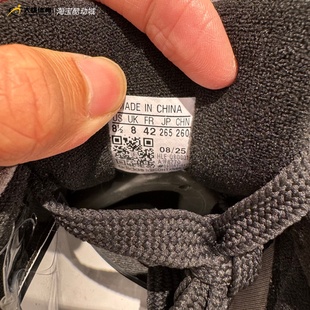 淘宝酷动城
MADE IN CHINA
US UK FR JP CHN
8½ 8 42 265 260
08/25